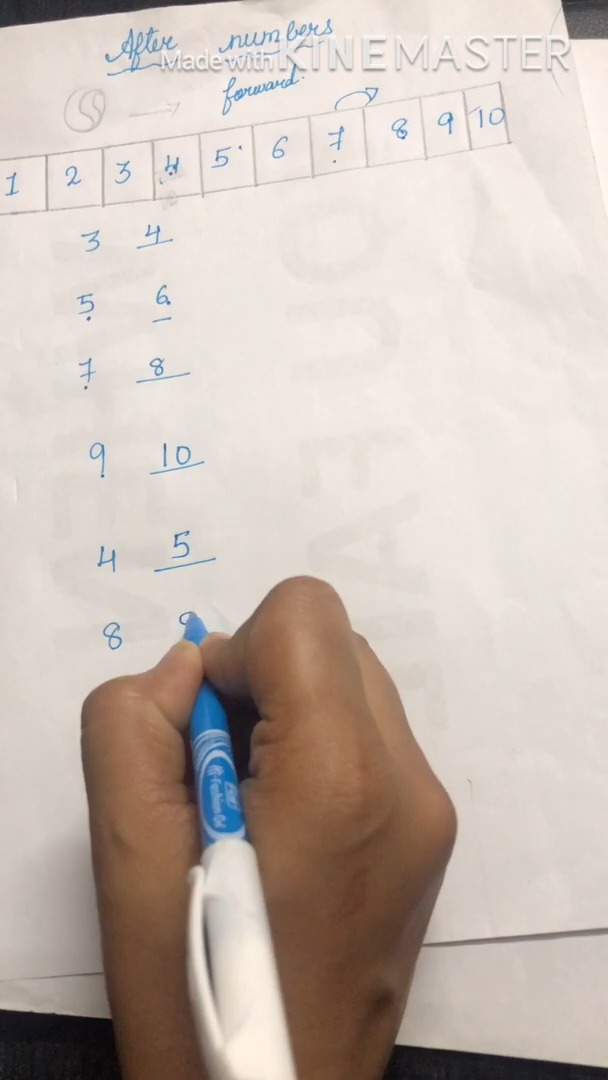 After numbers
Made with KINEMASTER
forward.
1 2 3 4 5 6 7 8 9 10
3 4
5 6
7 8
9 10
4 5
8 9